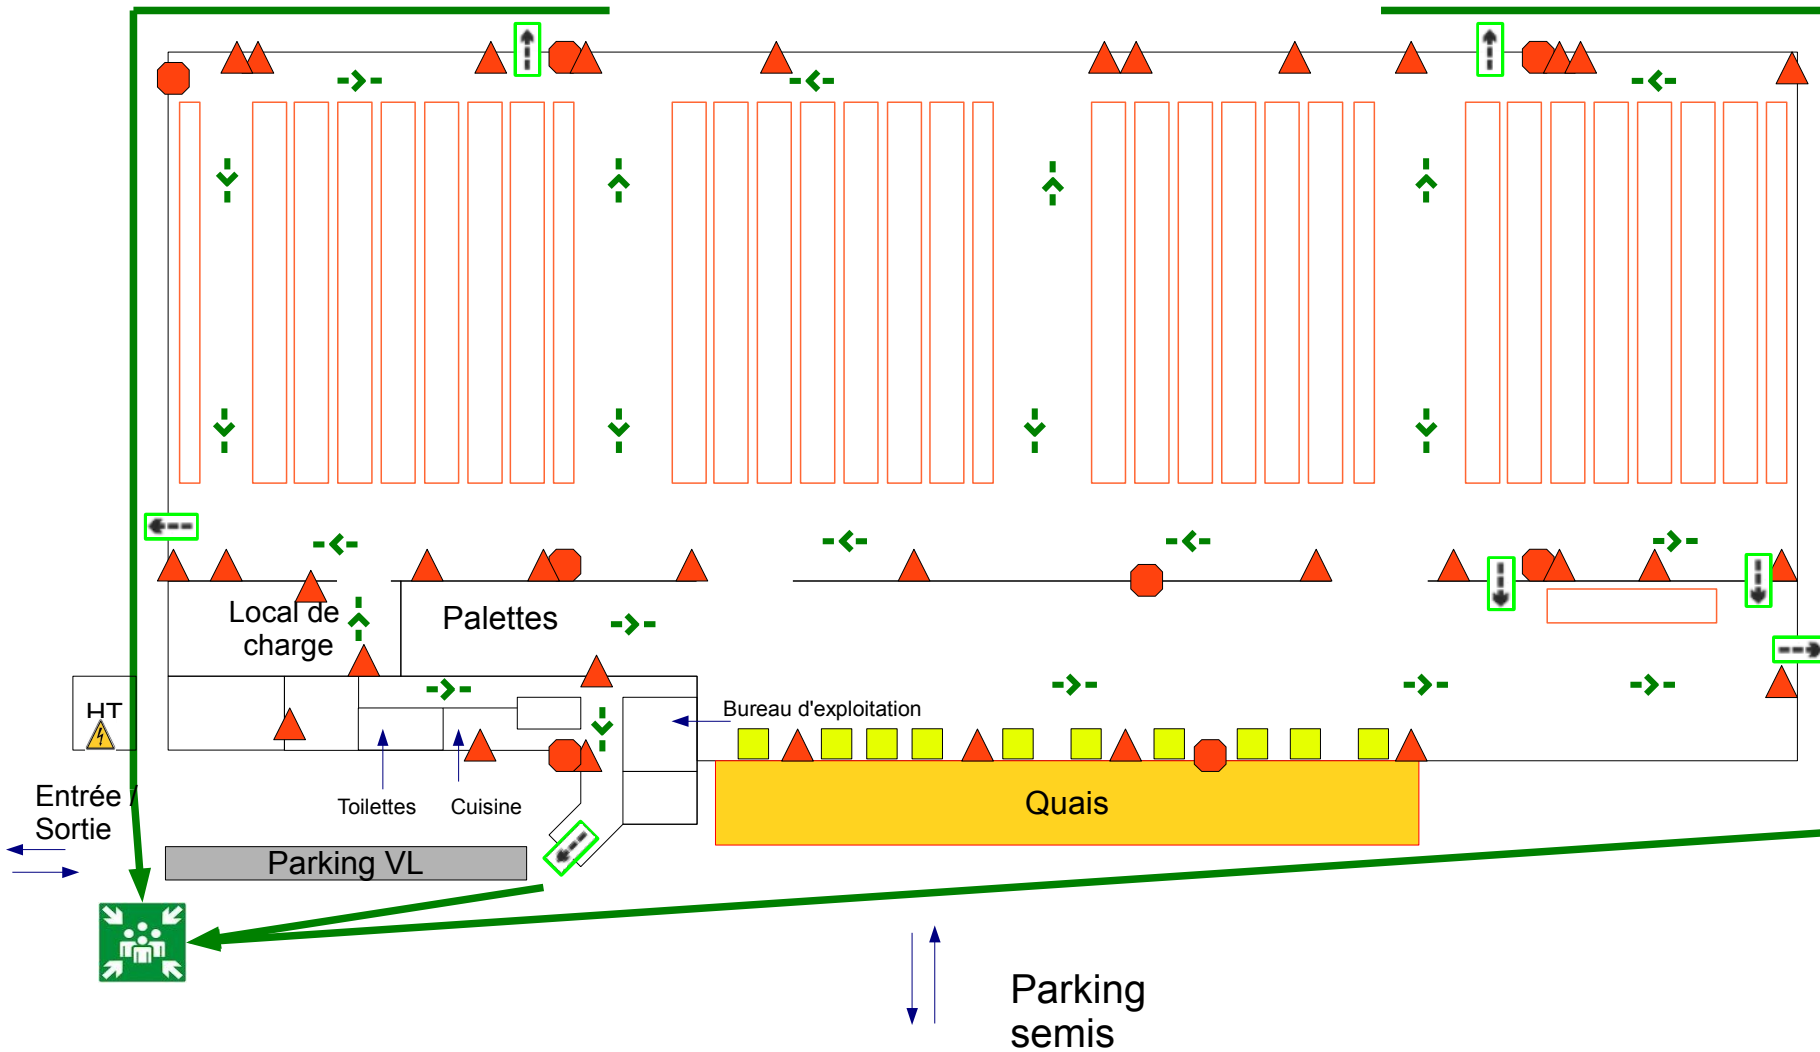 Local de
charge
Palettes
HT
Bureau d'exploitation
Entrée /
Sortie
Toilettes
Cuisine
Quais
Parking VL
Parking
semis